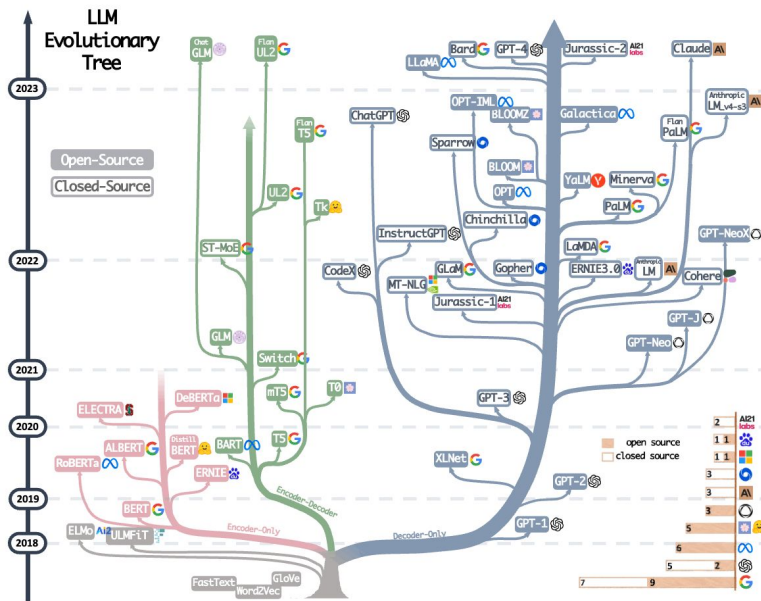 LLM
Evolutionary
Tree
Open-Source
Closed-Source
2023
2022
2021
2020
2019
2018
Chat
GLM
Flan
UL2
Flan
T5
UL2
Tk
ST-MoE
GLM
Switch
mT5
T0
BART
T5
Encoder-Decoder
DeBERTa
ELECTRA
ALBERT
Distill
BERT
RoBERTa
ERNIE
BERT
Encoder-Only
ELMo Ai2
ULMFiT
FastText
Word2Vec
GloVe
Bard
GPT-4
Jurassic-2 AI21 labs
Claude A\
LLaMA
OPT-IML
BLOOMZ
Galactica
Anthropic
LM_v4-s3 A\
ChatGPT
Flan
PaLM
Sparrow
BLOOM
OPT
YaLM Y
Minerva
PaLM
Chinchilla
InstructGPT
GPT-NeoX
LaMDA
CodeX
GLaM
Gopher
ERNIE3.0
Anthropic
LM A\
Cohere
MT-NLG
Jurassic-1 AI21 labs
GPT-J
GPT-Neo
GPT-3
XLNet
GPT-2
GPT-1
Decoder-Only
open source
closed source
2 AI21 labs
1 1
1 1
3
3 A\
3
5
6
5 2
7 9